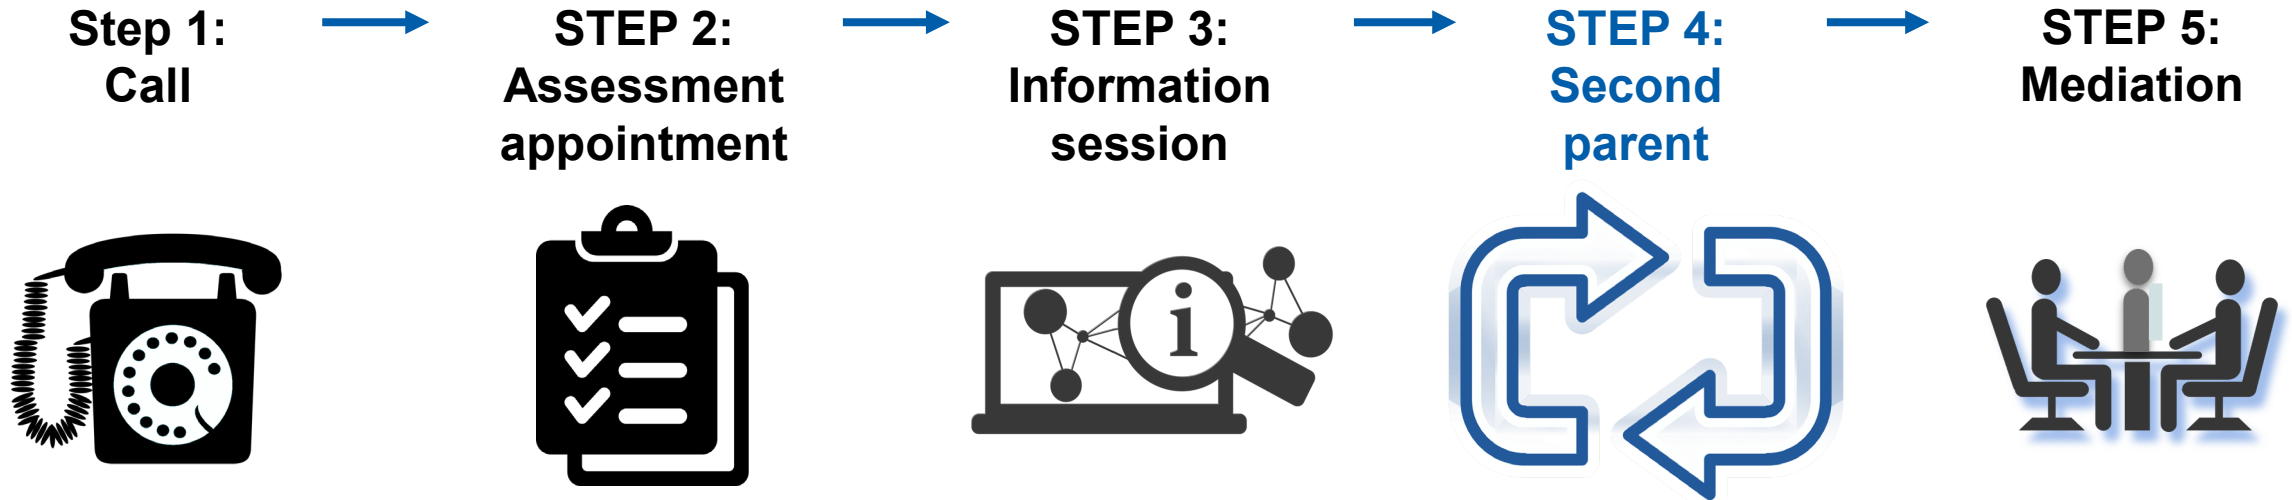 Step 1:
Call
STEP 2:
Assessment
appointment
STEP 3:
Information
session
STEP 4:
Second
parent
STEP 5:
Mediation
i